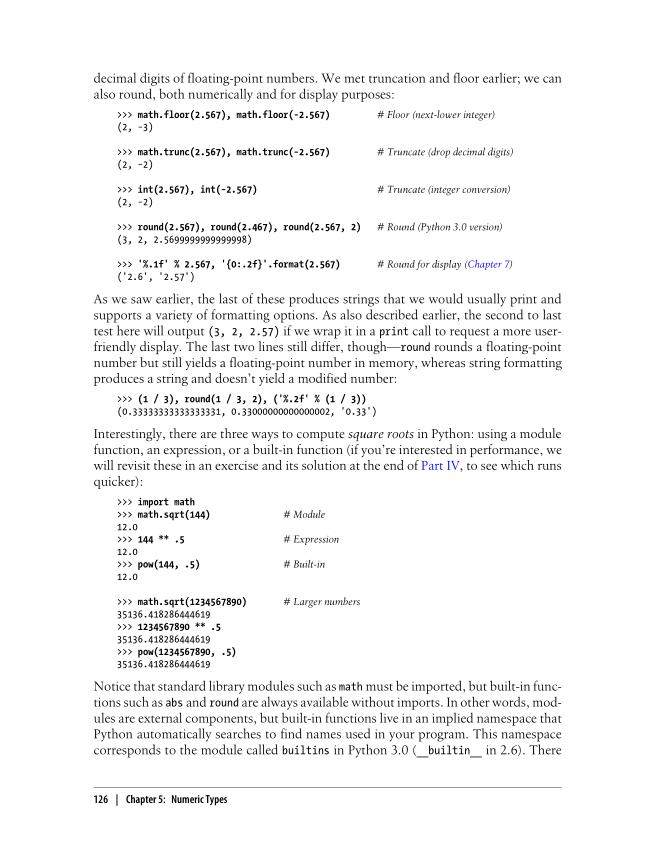 decimal digits of floating-point numbers. We met truncation and floor earlier; we can
also round, both numerically and for display purposes:
>>> math.floor(2.567), math.floor(-2.567) # Floor (next-lower integer)
(2, -3)
>>> math.trunc(2.567), math.trunc(-2.567) # Truncate (drop decimal digits)
(2, -2)
>>> int(2.567), int(-2.567) # Truncate (integer conversion)
(2, -2)
>>> round(2.567), round(2.467), round(2.567, 2) # Round (Python 3.0 version)
(3, 2, 2.5699999999999998)
>>> '%.1f' % 2.567, '{0:.2f}'.format(2.567) # Round for display (Chapter 7)
('2.6', '2.57')
As we saw earlier, the last of these produces strings that we would usually print and
supports a variety of formatting options. As also described earlier, the second to last
test here will output (3, 2, 2.57) if we wrap it in a print call to request a more user-
friendly display. The last two lines still differ, though—round rounds a floating-point
number but still yields a floating-point number in memory, whereas string formatting
produces a string and doesn't yield a modified number:
>>> (1 / 3), round(1 / 3, 2), ('%.2f' % (1 / 3))
(0.33333333333333331, 0.33000000000000002, '0.33')
Interestingly, there are three ways to compute square roots in Python: using a module
function, an expression, or a built-in function (if you're interested in performance, we
will revisit these in an exercise and its solution at the end of Part IV, to see which runs
quicker):
>>> import math
>>> math.sqrt(144) # Module
12.0
>>> 144 ** .5 # Expression
12.0
>>> pow(144, .5) # Built-in
12.0
>>> math.sqrt(1234567890) # Larger numbers
35136.418286444619
>>> 1234567890 ** .5
35136.418286444619
>>> pow(1234567890, .5)
35136.418286444619
Notice that standard library modules such as math must be imported, but built-in func-
tions such as abs and round are always available without imports. In other words, mod-
ules are external components, but built-in functions live in an implied namespace that
Python automatically searches to find names used in your program. This namespace
corresponds to the module called builtins in Python 3.0 (__builtin__ in 2.6). There
126 | Chapter 5: Numeric Types